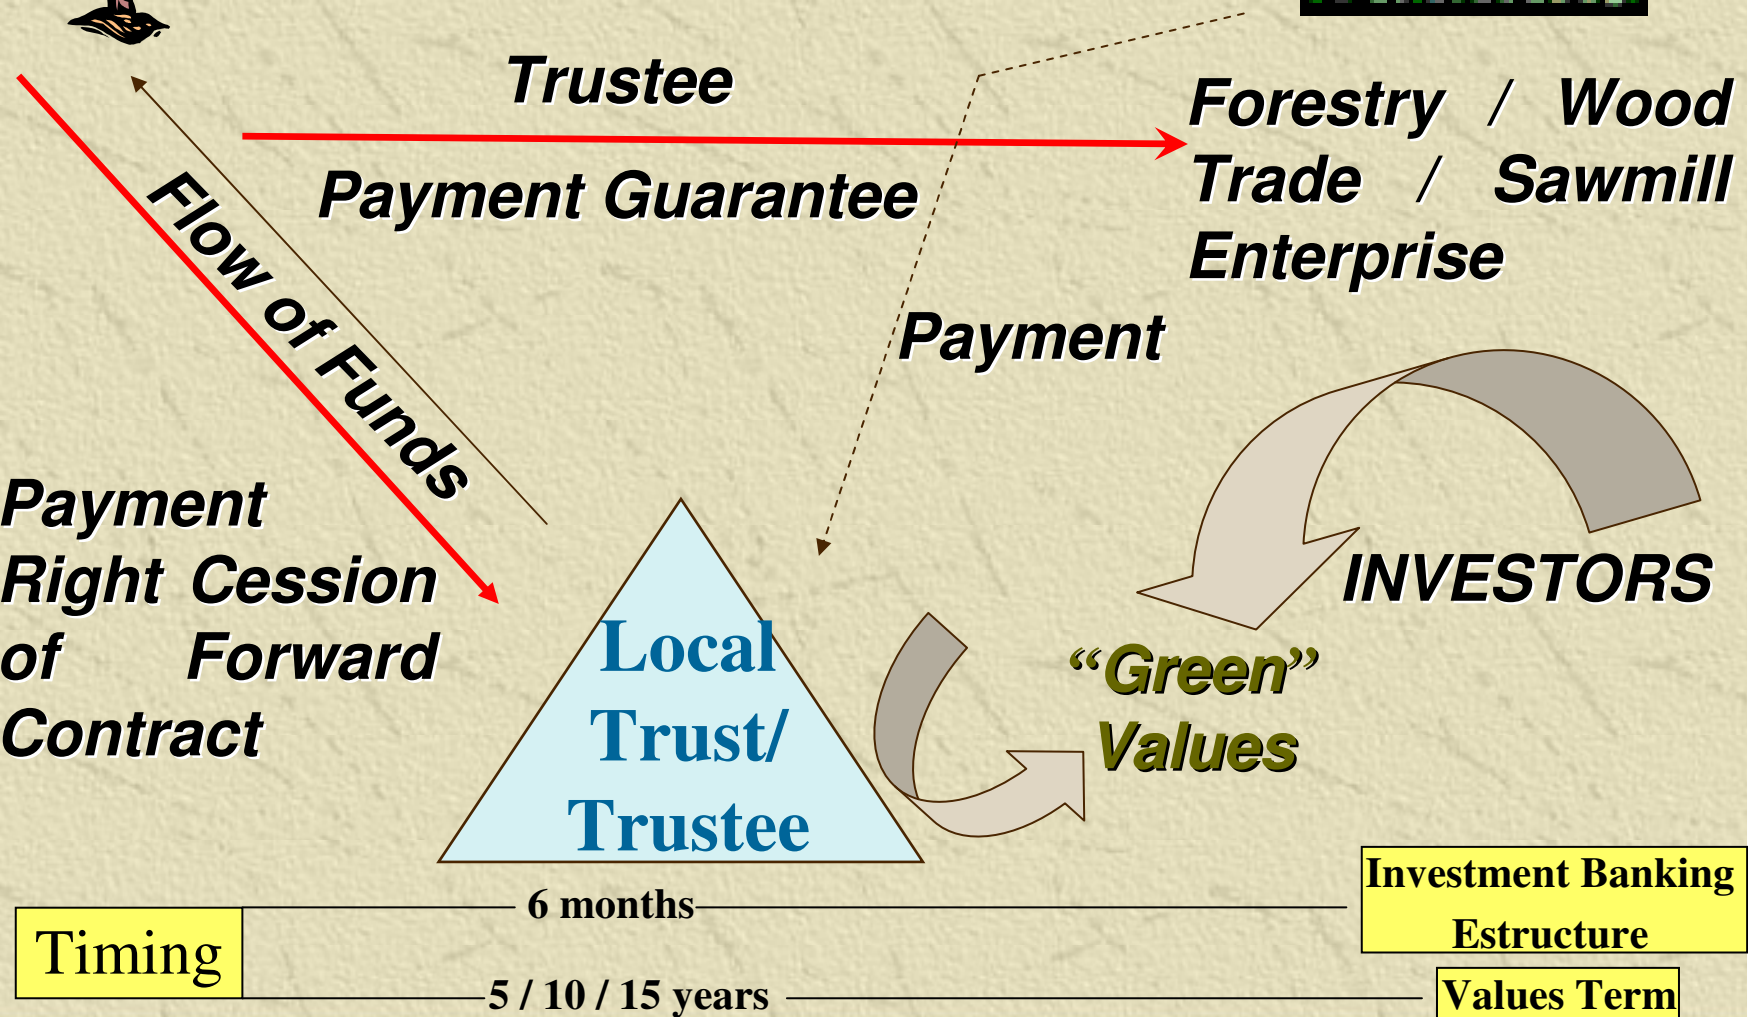 Trustee
Forestry / Wood
Trade / Sawmill
Enterprise
Payment Guarantee
Flow of Funds
Payment
Payment
Right Cession
of Forward
Contract
INVESTORS
Local
Trust/
Trustee
“Green”
Values
Investment Banking
Estructure
6 months
Timing
5 / 10 / 15 years
Values Term